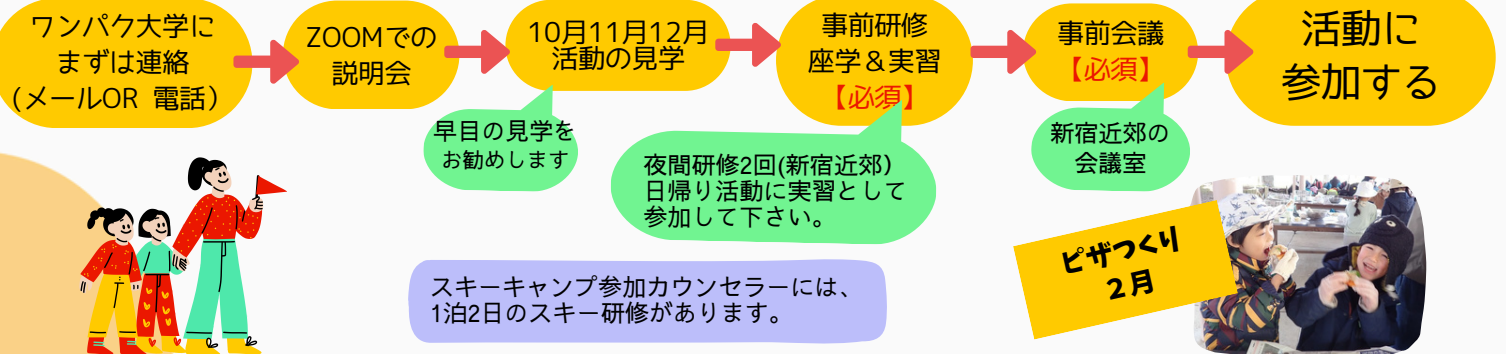 ワンパク大学に
まずは連絡
(メールOR 電話）
ZOOMでの
説明会
10月11月12月
活動の見学
事前研修
座学＆実習
【必須】
事前会議
【必須】
活動に
参加する
早目の見学を
お勧めします
夜間研修2回(新宿近郊）
日帰り活動に実習として
参加して下さい。
新宿近郊の
会議室
スキーキャンプ参加カウンセラーには、
1泊2日のスキー研修があります。
ピザつくり
2月